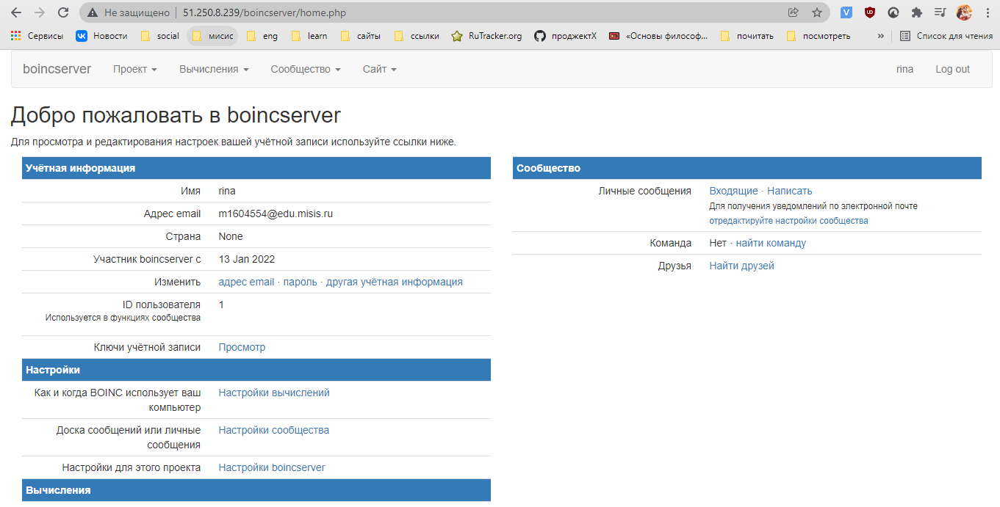 Не защищено | 51.250.8.239/boincserver/home.php
Сервисы Новости social мисис eng learn сайты ссылки RuTracker.org проджектХ «Основы философ... почитать посмотреть » Список для чтения
boincserver Проект Вычисления Сообщество Сайт rina Log out
Добро пожаловать в boincserver
Для просмотра и редактирования настроек вашей учётной записи используйте ссылки ниже.
Учётная информация
Имя rina
Адрес email m1604554@edu.misis.ru
Страна None
Участник boincserver с 13 Jan 2022
Изменить адрес email · пароль · другая учётная информация
ID пользователя 1
Используется в функциях сообщества
Ключи учётной записи Просмотр
Настройки
Как и когда BOINC использует ваш Настройки вычислений
компьютер
Доска сообщений или личные Настройки сообщества
сообщения
Настройки для этого проекта Настройки boincserver
Вычисления
Сообщество
Личные сообщения Входящие · Написать
Для получения уведомлений по электронной почте
отредактируйте настройки сообщества
Команда Нет · найти команду
Друзья Найти друзей